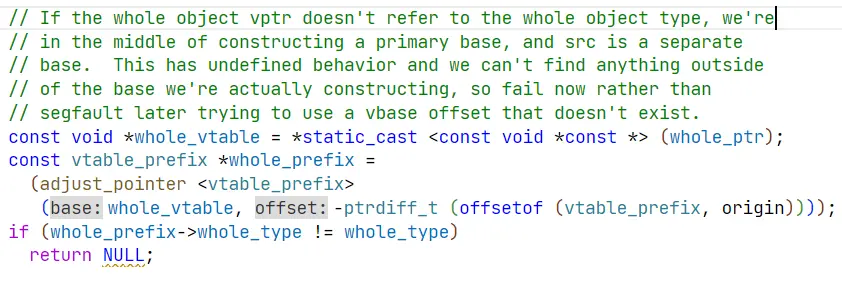 // If the whole object vptr doesn't refer to the whole object type, we're
// in the middle of constructing a primary base, and src is a separate
// base.  This has undefined behavior and we can't find anything outside
// of the base we're actually constructing, so fail now rather than
// segfault later trying to use a vbase offset that doesn't exist.
const void *whole_vtable = *static_cast <const void *const *> (whole_ptr);
const vtable_prefix *whole_prefix =
  (adjust_pointer <vtable_prefix>
   (base: whole_vtable, offset: -ptrdiff_t (offsetof (vtable_prefix, origin))));
if (whole_prefix->whole_type != whole_type)
  return NULL;